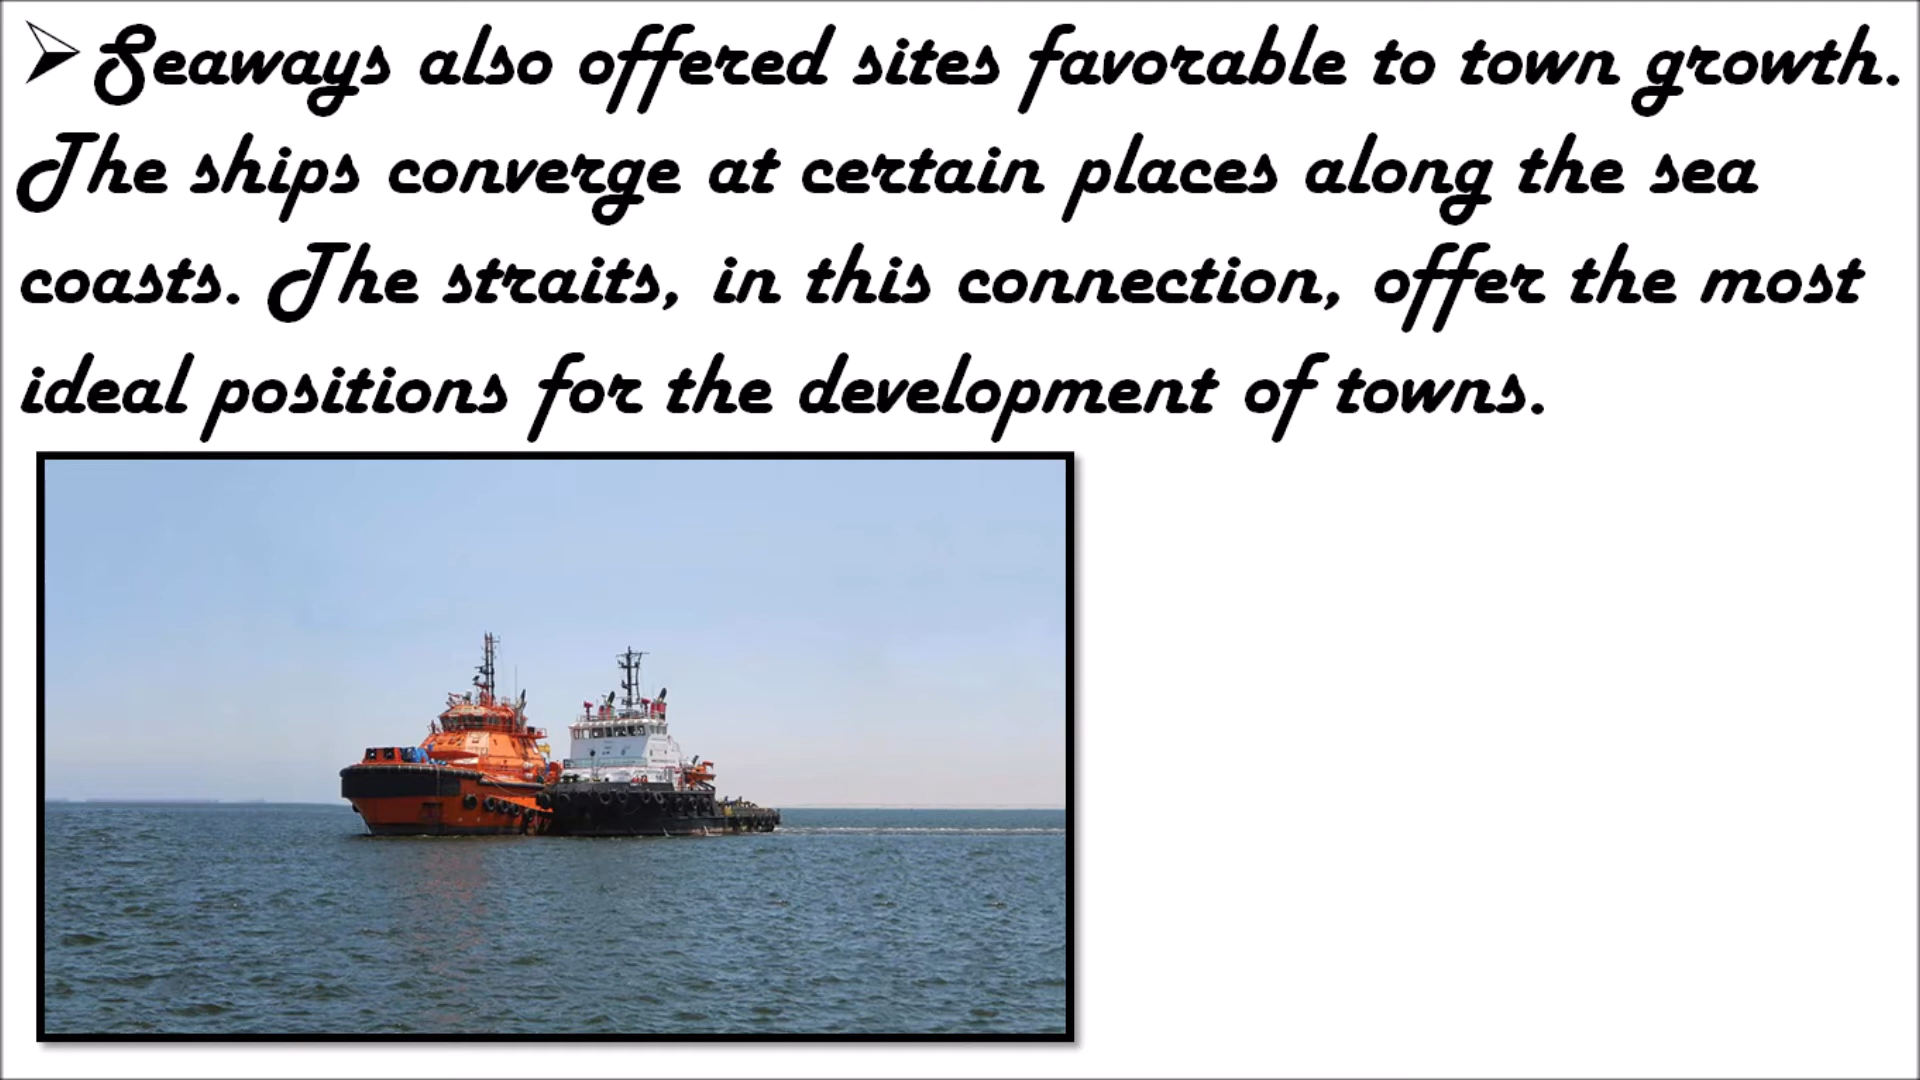 Seaways also offered sites favorable to town growth.
The ships converge at certain places along the sea
coasts. The straits, in this connection, offer the most
ideal positions for the development of towns.